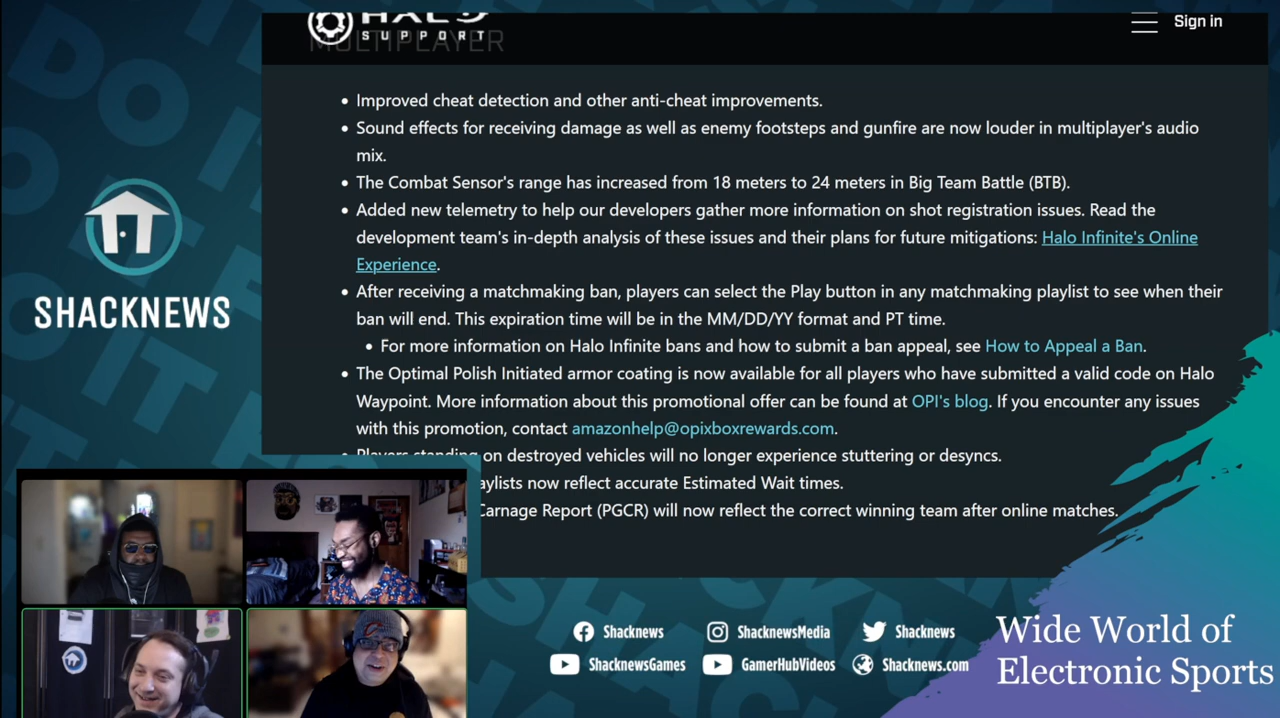 HALO
SUPPORT
MULTIPLAYER
Sign in
• Improved cheat detection and other anti-cheat improvements.
• Sound effects for receiving damage as well as enemy footsteps and gunfire are now louder in multiplayer's audio
mix.
• The Combat Sensor's range has increased from 18 meters to 24 meters in Big Team Battle (BTB).
• Added new telemetry to help our developers gather more information on shot registration issues. Read the
development team's in-depth analysis of these issues and their plans for future mitigations: Halo Infinite's Online
Experience.
• After receiving a matchmaking ban, players can select the Play button in any matchmaking playlist to see when their
ban will end. This expiration time will be in the MM/DD/YY format and PT time.
• For more information on Halo Infinite bans and how to submit a ban appeal, see How to Appeal a Ban.
• The Optimal Polish Initiated armor coating is now available for all players who have submitted a valid code on Halo
Waypoint. More information about this promotional offer can be found at OPI's blog. If you encounter any issues
with this promotion, contact amazonhelp@opixboxrewards.com.
• Players standing on destroyed vehicles will no longer experience stuttering or desyncs.
aylists now reflect accurate Estimated Wait times.
Carnage Report (PGCR) will now reflect the correct winning team after online matches.
SHACKNEWS
Shacknews
ShacknewsMedia
Shacknews
ShacknewsGames
GamerHubVideos
Shacknews.com
Wide World of
Electronic Sports